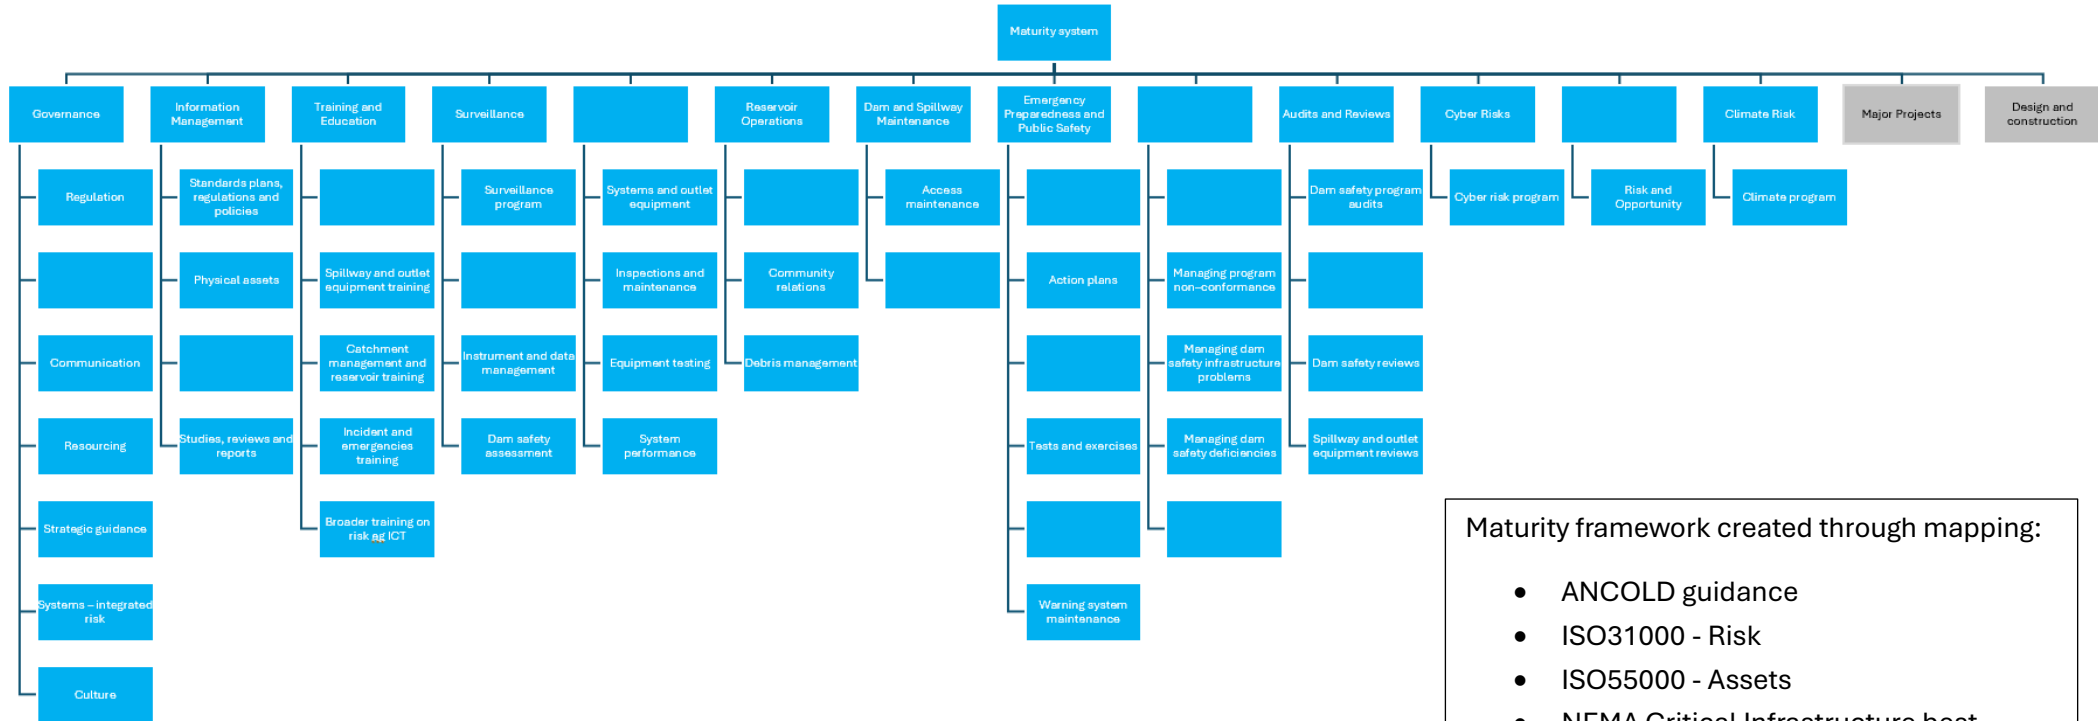 Maturity system
Governance
Information
Management
Training and
Education
Surveillance
Reservoir
Operations
Dam and Spillway
Maintenance
Emergency
Preparedness and
Public Safety
Audits and Reviews
Cyber Risks
Climate Risk
Major Projects
Design and
construction
Regulation
Standards plans,
regulations and
policies
Surveillance
program
Systems and outlet
equipment
Access
maintenance
Dam safety program
audits
Cyber risk program
Risk and
Opportunity
Climate program
Physical assets
Spillway and outlet
equipment training
Inspections and
maintenance
Community
relations
Action plans
Managing program
non–conformance
Communication
Catchment
management and
reservoir training
Instrument and data
management
Equipment testing
Debris management
Managing dam
safety infrastructure
problems
Dam safety reviews
Resourcing
Studies, reviews and
reports
Incident and
emergencies
training
Dam safety
assessment
System
performance
Tests and exercises
Managing dam
safety deficiencies
Spillway and outlet
equipment reviews
Strategic guidance
Broader training on
risk ag ICT
Systems – integrated
risk
Warning system
maintenance
Culture
Maturity framework created through mapping:
• ANCOLD guidance
• ISO31000 - Risk
• ISO55000 - Assets
• NEMA Critical Infrastructure best